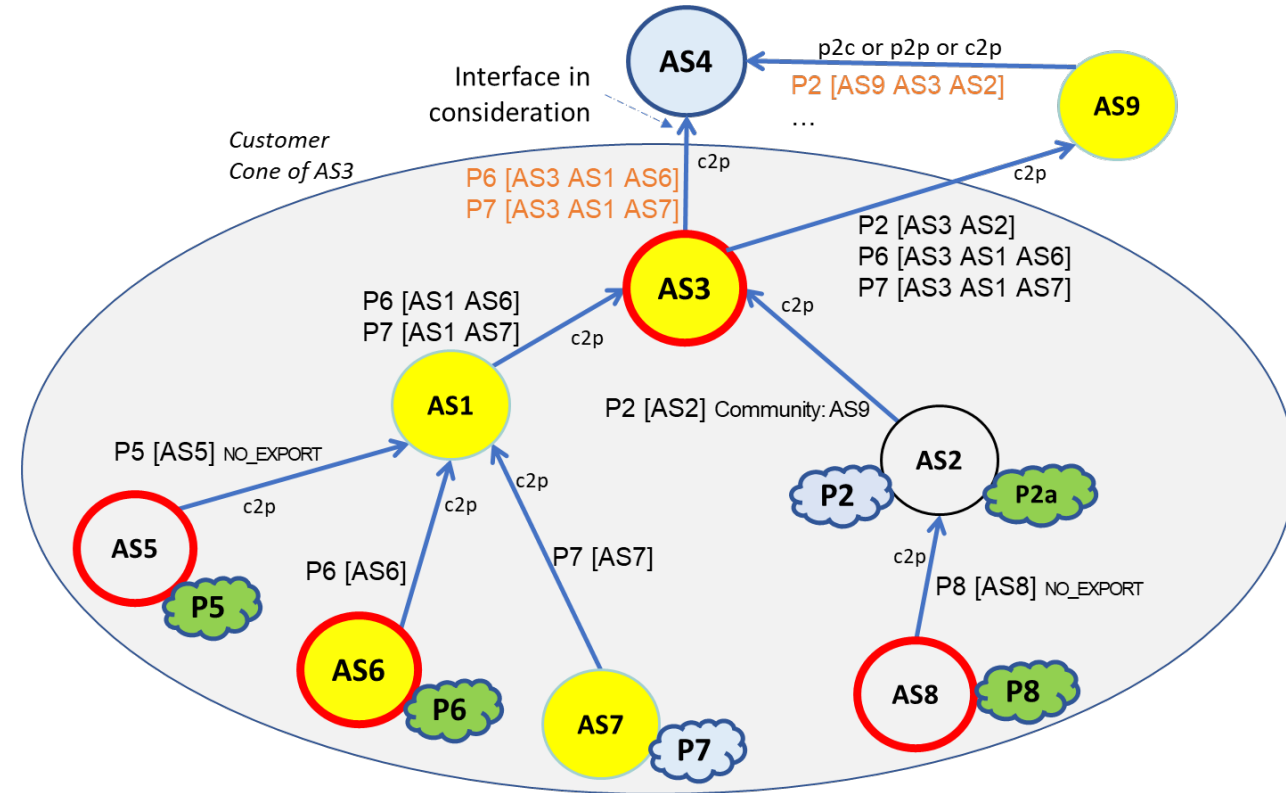 AS4
p2c or p2p or c2p
P2 [AS9 AS3 AS2]
...
AS9
Interface in
consideration
Customer
Cone of AS3
c2p
P6 [AS3 AS1 AS6]
P7 [AS3 AS1 AS7]
c2p
P2 [AS3 AS2]
P6 [AS3 AS1 AS6]
P7 [AS3 AS1 AS7]
AS3
P6 [AS1 AS6]
P7 [AS1 AS7]
c2p
c2p
AS1
P2 [AS2] Community: AS9
P5 [AS5] NO_EXPORT
c2p
c2p
c2p
AS2
P2
P2a
AS5
P5
P6 [AS6]
P7 [AS7]
c2p
P8 [AS8] NO_EXPORT
AS6
P6
AS7
P7
AS8
P8